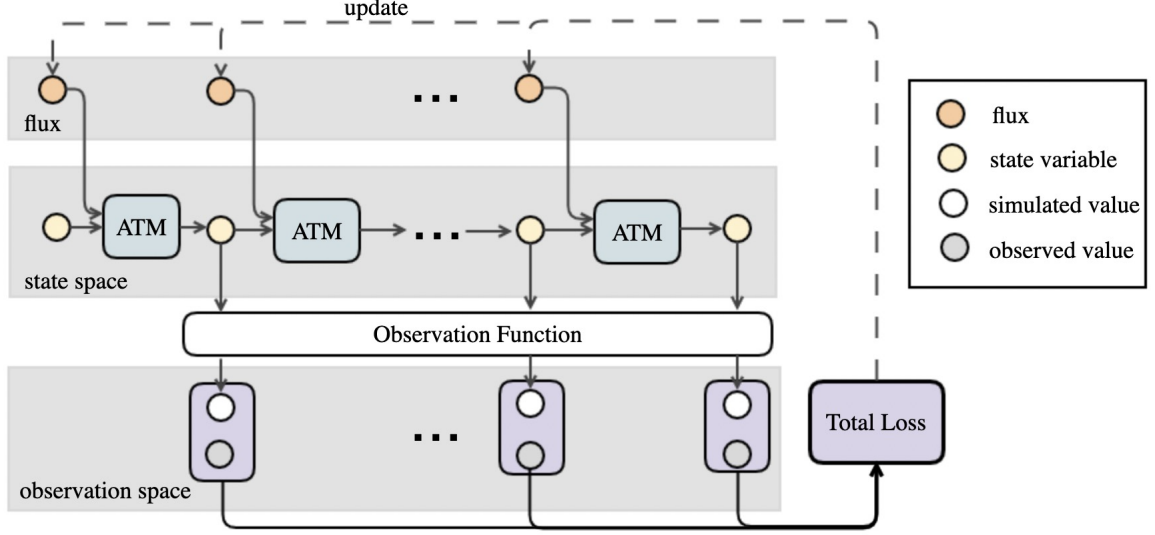 update
...
flux
ATM
ATM
...
ATM
state space
Observation Function
...
observation space
Total Loss
flux
state variable
simulated value
observed value